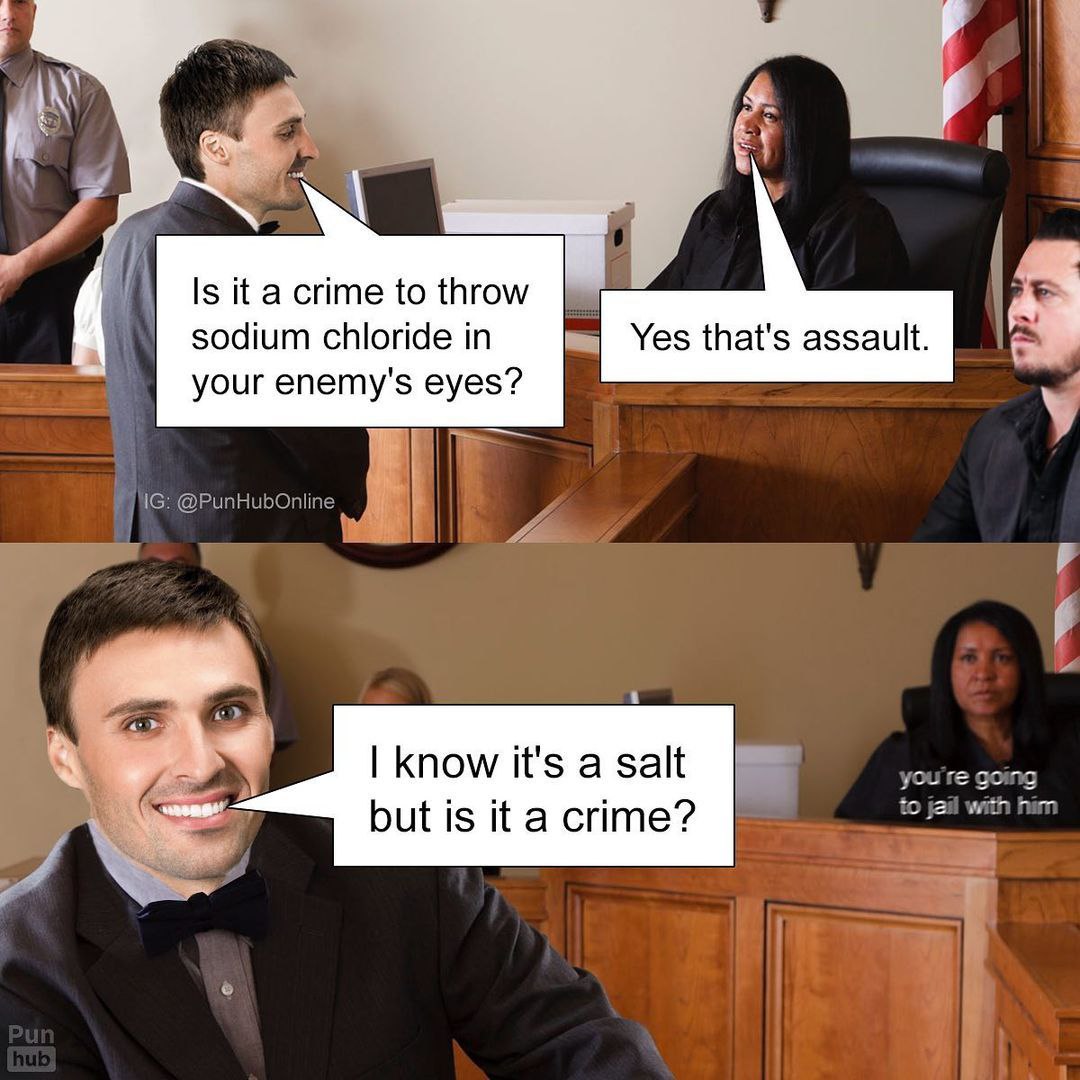 Is it a crime to throw
sodium chloride in
your enemy's eyes?
Yes that's assault.
IG: @PunHubOnline
I know it's a salt
but is it a crime?
you're going
to jail with him
Pun
hub